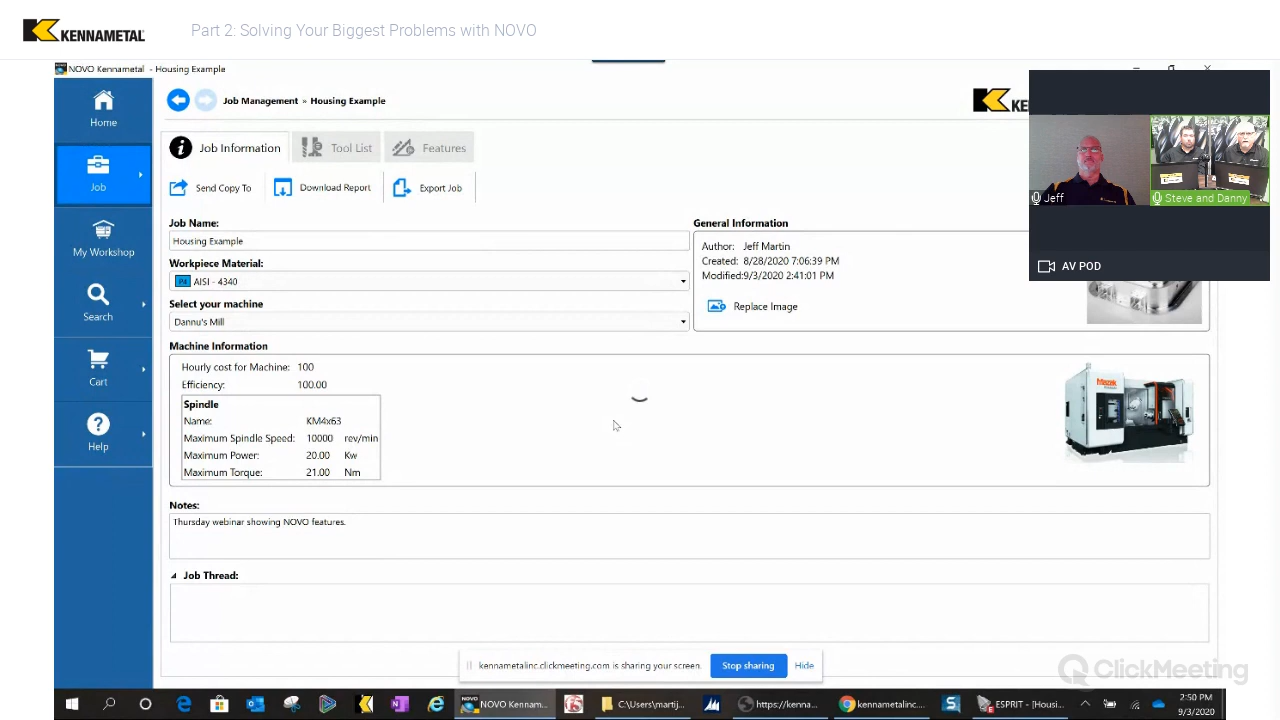 KENNAMETAL
Part 2: Solving Your Biggest Problems with NOVO
NOVO Kennametal - Housing Example
Home
Job
My Workshop
Search
Cart
Help
Job Management » Housing Example
KE
Job Information
Tool List
Features
Send Copy To
Download Report
Export Job
Job Name:
Housing Example
Workpiece Material:
AISI - 4340
Select your machine
Dannu's Mill
General Information
Author: Jeff Martin
Created: 8/28/2020 7:06:39 PM
Modified:9/3/2020 2:41:01 PM
Replace Image
Jeff
Steve and Danny
AV POD
Machine Information
Hourly cost for Machine: 100
Efficiency: 100.00
Spindle
Name: KM4x63
Maximum Spindle Speed: 10000 rev/min
Maximum Power: 20.00 Kw
Maximum Torque: 21.00 Nm
Mazak
Notes:
Thursday webinar showing NOVO features.
Job Thread:
kennametalinc.clickmeeting.com is sharing your screen.
Stop sharing
Hide
ClickMeeting
NOVO Kennam...
C:\Users\martij...
https://kenna...
kennametalinc...
ESPRIT - [Housi...
2:50 PM
9/3/2020